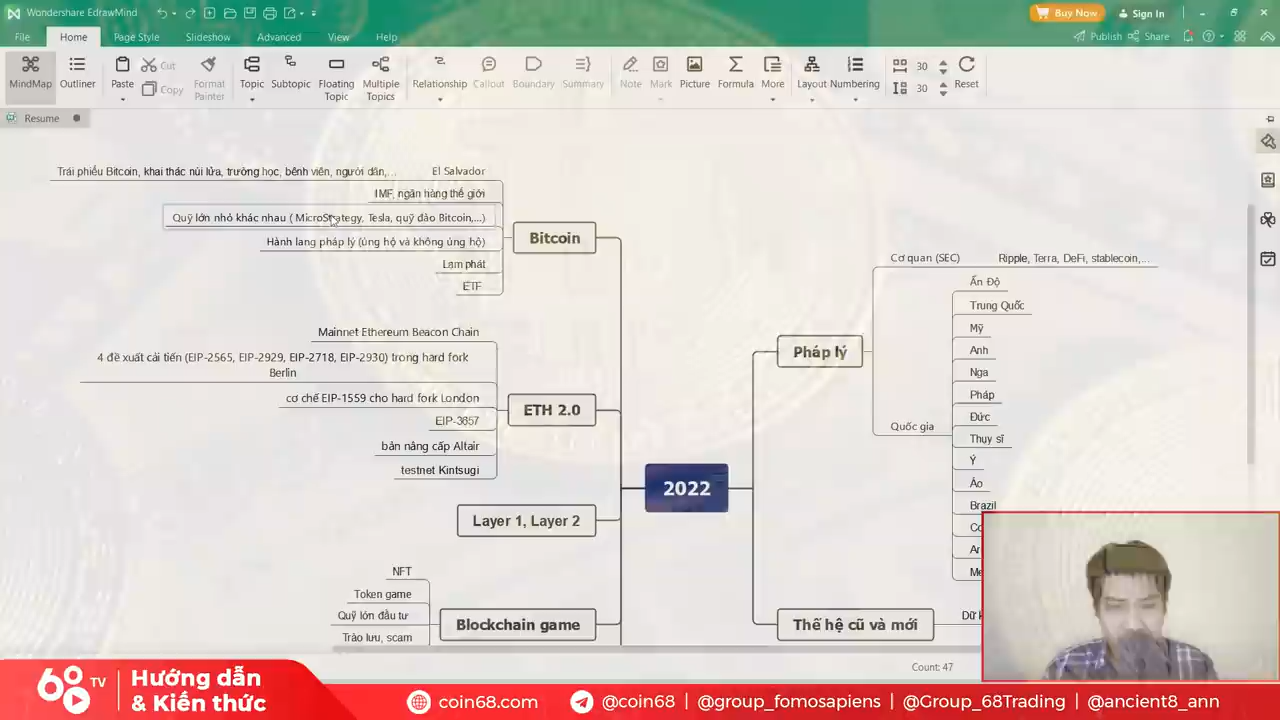 Wondershare EdrawMind
Buy Now
Sign In
File
Home
Page Style
Slideshow
Advanced
View
Help
Publish
Share
MindMap
Outliner
Paste
Cut
Copy
Format Painter
Topic
Subtopic
Floating Topic
Multiple Topics
Relationship
Callout
Boundary
Summary
Note
Mark
Picture
Formula
More
Layout
Numbering
30
30
Reset
Resume
Trái phiếu Bitcoin, khai thác núi lửa, trường học, bênh viên, người dân,...
El Salvador
IMF, ngân hàng thế giới
Quỹ lớn nhỏ khác nhau ( MicroStrategy, Tesla, quỹ đào Bitcoin,...)
Hành lang pháp lý (ủng hộ và không ủng hộ)
Lạm phát
ETF
Bitcoin
Mainnet Ethereum Beacon Chain
4 đề xuất cải tiến (EIP-2565, EIP-2929, EIP-2718, EIP-2930) trong hard fork
Berlin
cơ chế EIP-1559 cho hard fork London
EIP-3657
bản nâng cấp Altair
testnet Kintsugi
ETH 2.0
Layer 1, Layer 2
NFT
Token game
Quỹ lớn đầu tư
Trào lưu, scam
Blockchain game
2022
Pháp lý
Cơ quan (SEC)
Ripple, Terra, DeFi, stablecoin,...
Quốc gia
Ấn Độ
Trung Quốc
Mỹ
Anh
Nga
Pháp
Đức
Thụy sĩ
Ý
Áo
Brazil
Co
Ar
Me
Thế hệ cũ và mới
Dữ k
Count: 47
68 TV
Hướng dẫn
& Kiến thức
coin68.com
@coin68 | @group_fomosapiens | @Group_68Trading | @ancient8_ann